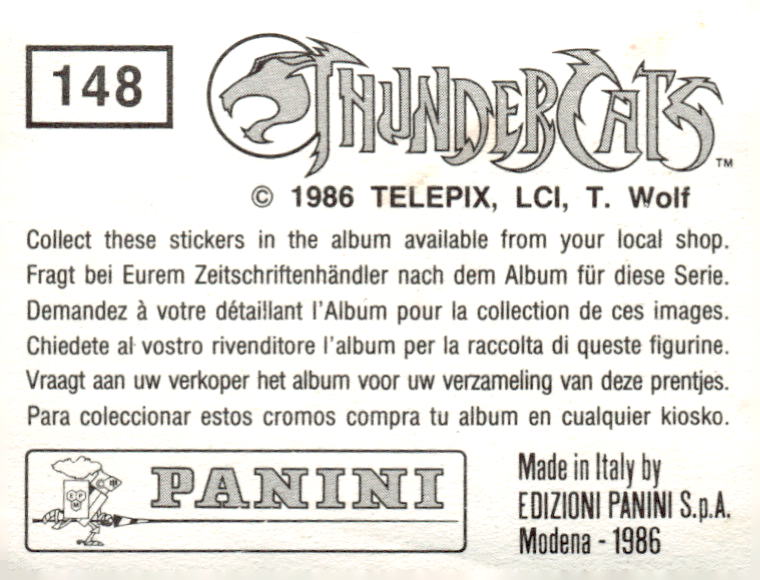 148
THUNDERCATS™
© 1986 TELEPIX, LCI, T. Wolf
Collect these stickers in the album available from your local shop.
Fragt bei Eurem Zeitschriftenhändler nach dem Album für diese Serie.
Demandez à votre détaillant l'Album pour la collection de ces images.
Chiedete al vostro rivenditore l'album per la raccolta di queste figurine.
Vraagt aan uw verkoper het album voor uw verzameling van deze prentjes.
Para coleccionar estos cromos compra tu album en cualquier kiosko.
PANINI
Made in Italy by
EDIZIONI PANINI S.p.A.
Modena - 1986